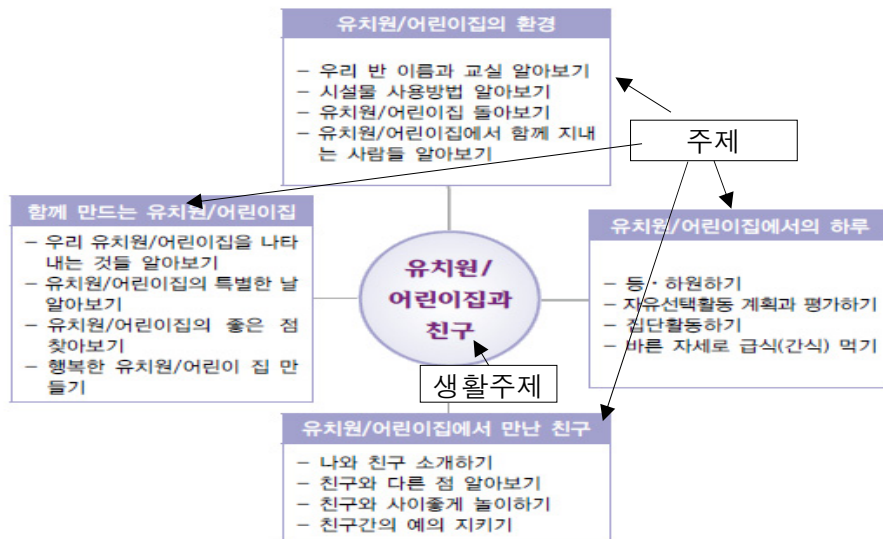 유치원/어린이집의 환경
- 우리 반 이름과 교실 알아보기
- 시설물 사용방법 알아보기
- 유치원/어린이집 돌아보기
- 유치원/어린이집에서 함께 지내
는 사람들 알아보기
주제
함께 만드는 유치원/어린이집
- 우리 유치원/어린이집을 나타
내는 것들 알아보기
- 유치원/어린이집의 특별한 날
알아보기
- 유치원/어린이집의 좋은 점
찾아보기
- 행복한 유치원/어린이 집 만
들기
유치원/
어린이집과
친구
생활주제
유치원/어린이집에서의 하루
- 등·하원하기
- 자유선택활동 계획과 평가하기
- 집단활동하기
- 바른 자세로 급식(간식) 먹기
유치원/어린이집에서 만난 친구
- 나와 친구 소개하기
- 친구와 다른 점 알아보기
- 친구와 사이좋게 놀이하기
- 친구간의 예의 지키기